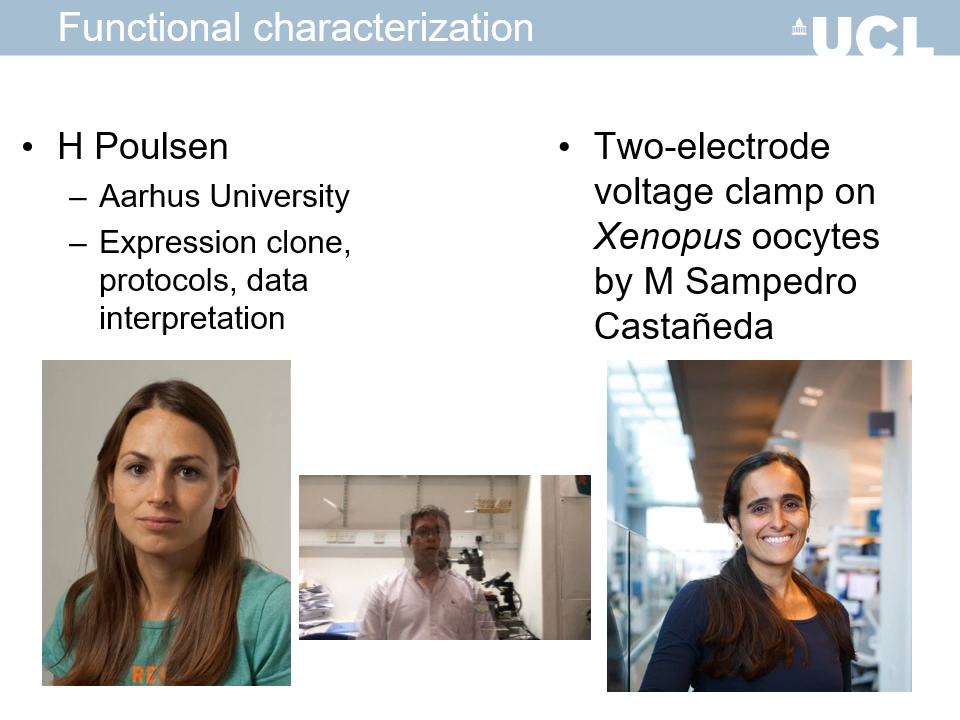 Functional characterization
UCL
• H Poulsen
– Aarhus University
– Expression clone,
protocols, data
interpretation
• Two-electrode
voltage clamp on
Xenopus oocytes
by M Sampedro
Castañeda